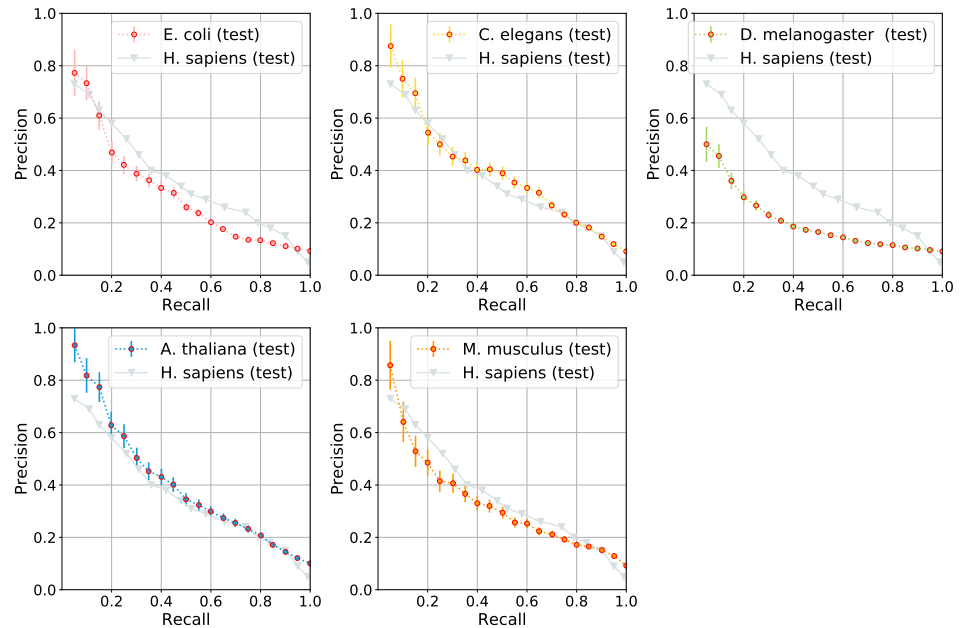 E. coli (test)
H. sapiens (test)
Precision
1.0
0.8
0.6
0.4
0.2
0.0
0.2 0.4 0.6 0.8 1.0
Recall
C. elegans (test)
H. sapiens (test)
Precision
1.0
0.8
0.6
0.4
0.2
0.0
0.2 0.4 0.6 0.8 1.0
Recall
D. melanogaster (test)
H. sapiens (test)
Precision
1.0
0.8
0.6
0.4
0.2
0.0
0.2 0.4 0.6 0.8 1.0
Recall
A. thaliana (test)
H. sapiens (test)
Precision
1.0
0.8
0.6
0.4
0.2
0.0
0.2 0.4 0.6 0.8 1.0
Recall
M. musculus (test)
H. sapiens (test)
Precision
1.0
0.8
0.6
0.4
0.2
0.0
0.2 0.4 0.6 0.8 1.0
Recall